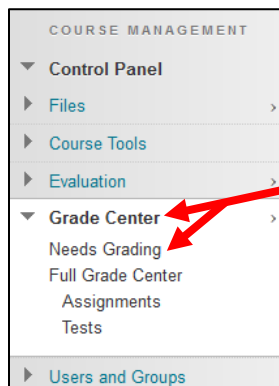 COURSE MANAGEMENT
Control Panel
Files
Course Tools
Evaluation
Grade Center
Needs Grading
Full Grade Center
Assignments
Tests
Users and Groups